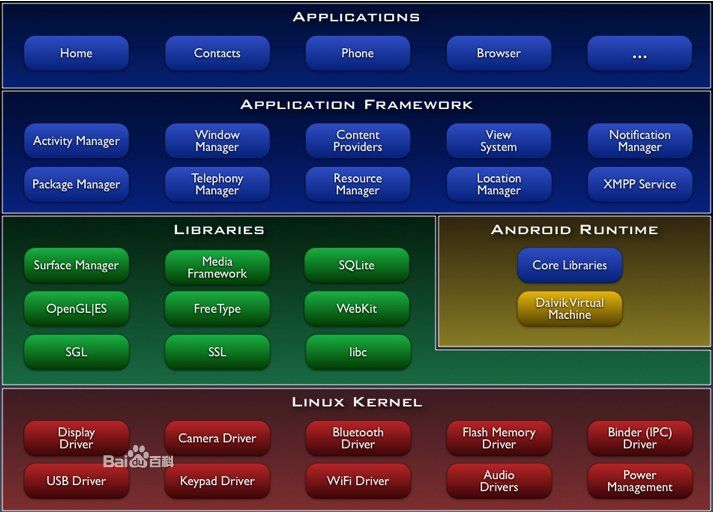 APPLICATIONS
Home
Contacts
Phone
Browser
...
APPLICATION FRAMEWORK
Activity Manager
Window
Manager
Content
Providers
View
System
Notification
Manager
Package Manager
Telephony
Manager
Resource
Manager
Location
Manager
XMPP Service
LIBRARIES
Surface Manager
Media
Framework
SQLite
OpenGL|ES
FreeType
WebKit
SGL
SSL
libc
ANDROID RUNTIME
Core Libraries
Dalvik Virtual
Machine
LINUX KERNEL
Display
Driver
Camera Driver
Bluetooth
Driver
Flash Memory
Driver
Binder (IPC)
Driver
USB Driver
Keypad Driver
WiFi Driver
Audio
Drivers
Power
Management
Bai du 百科